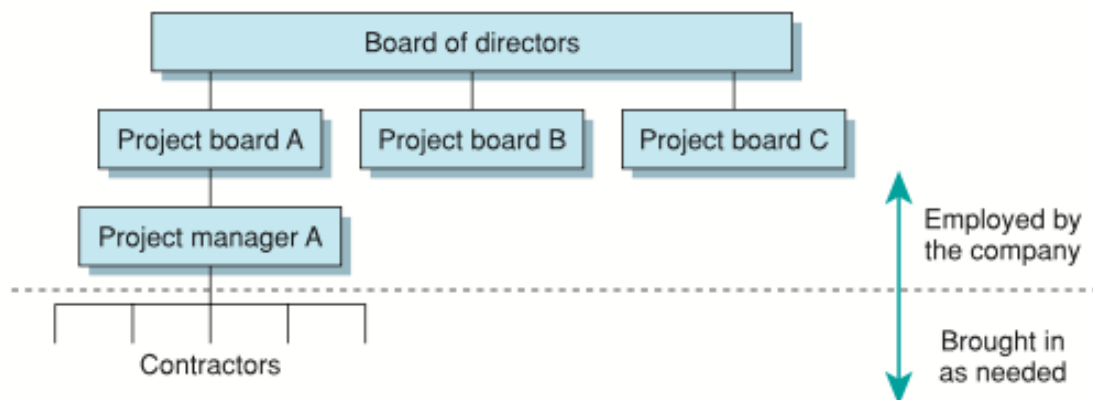 Board of directors
Project board A
Project board B
Project board C
Project manager A
Employed by
the company
Contractors
Brought in
as needed